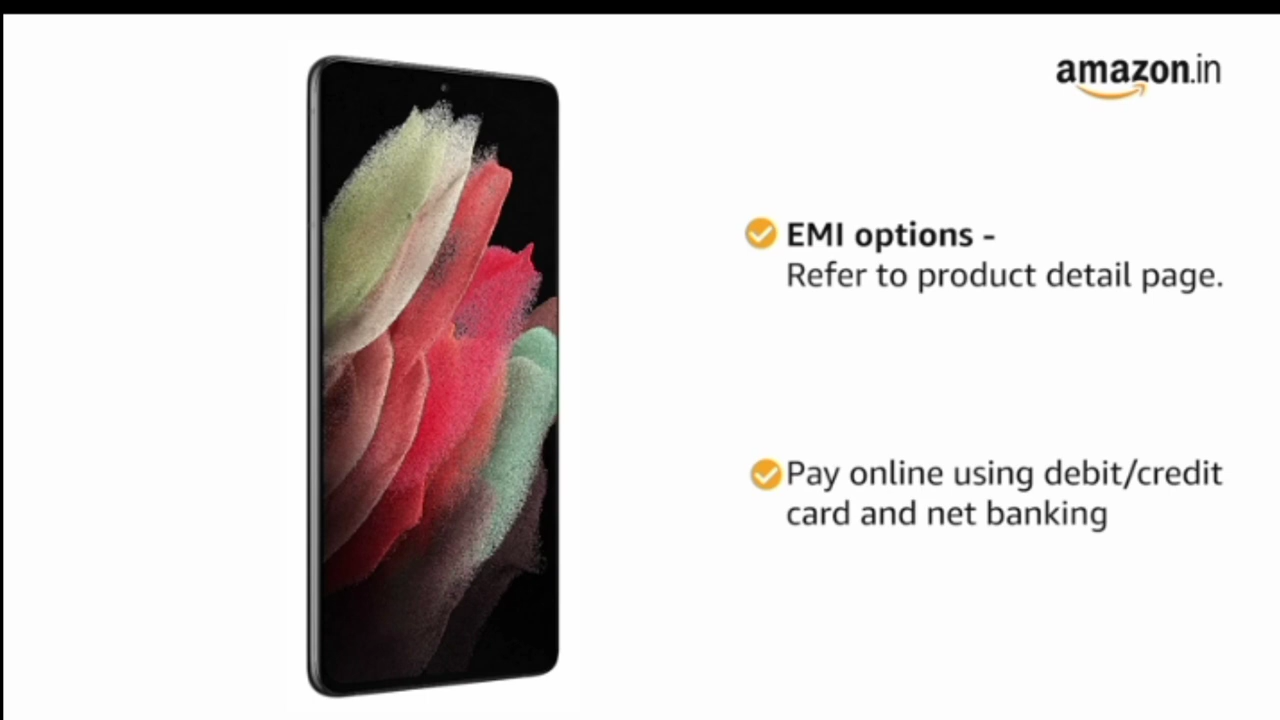 amazon.in
EMI options -
Refer to product detail page.
Pay online using debit/credit
card and net banking